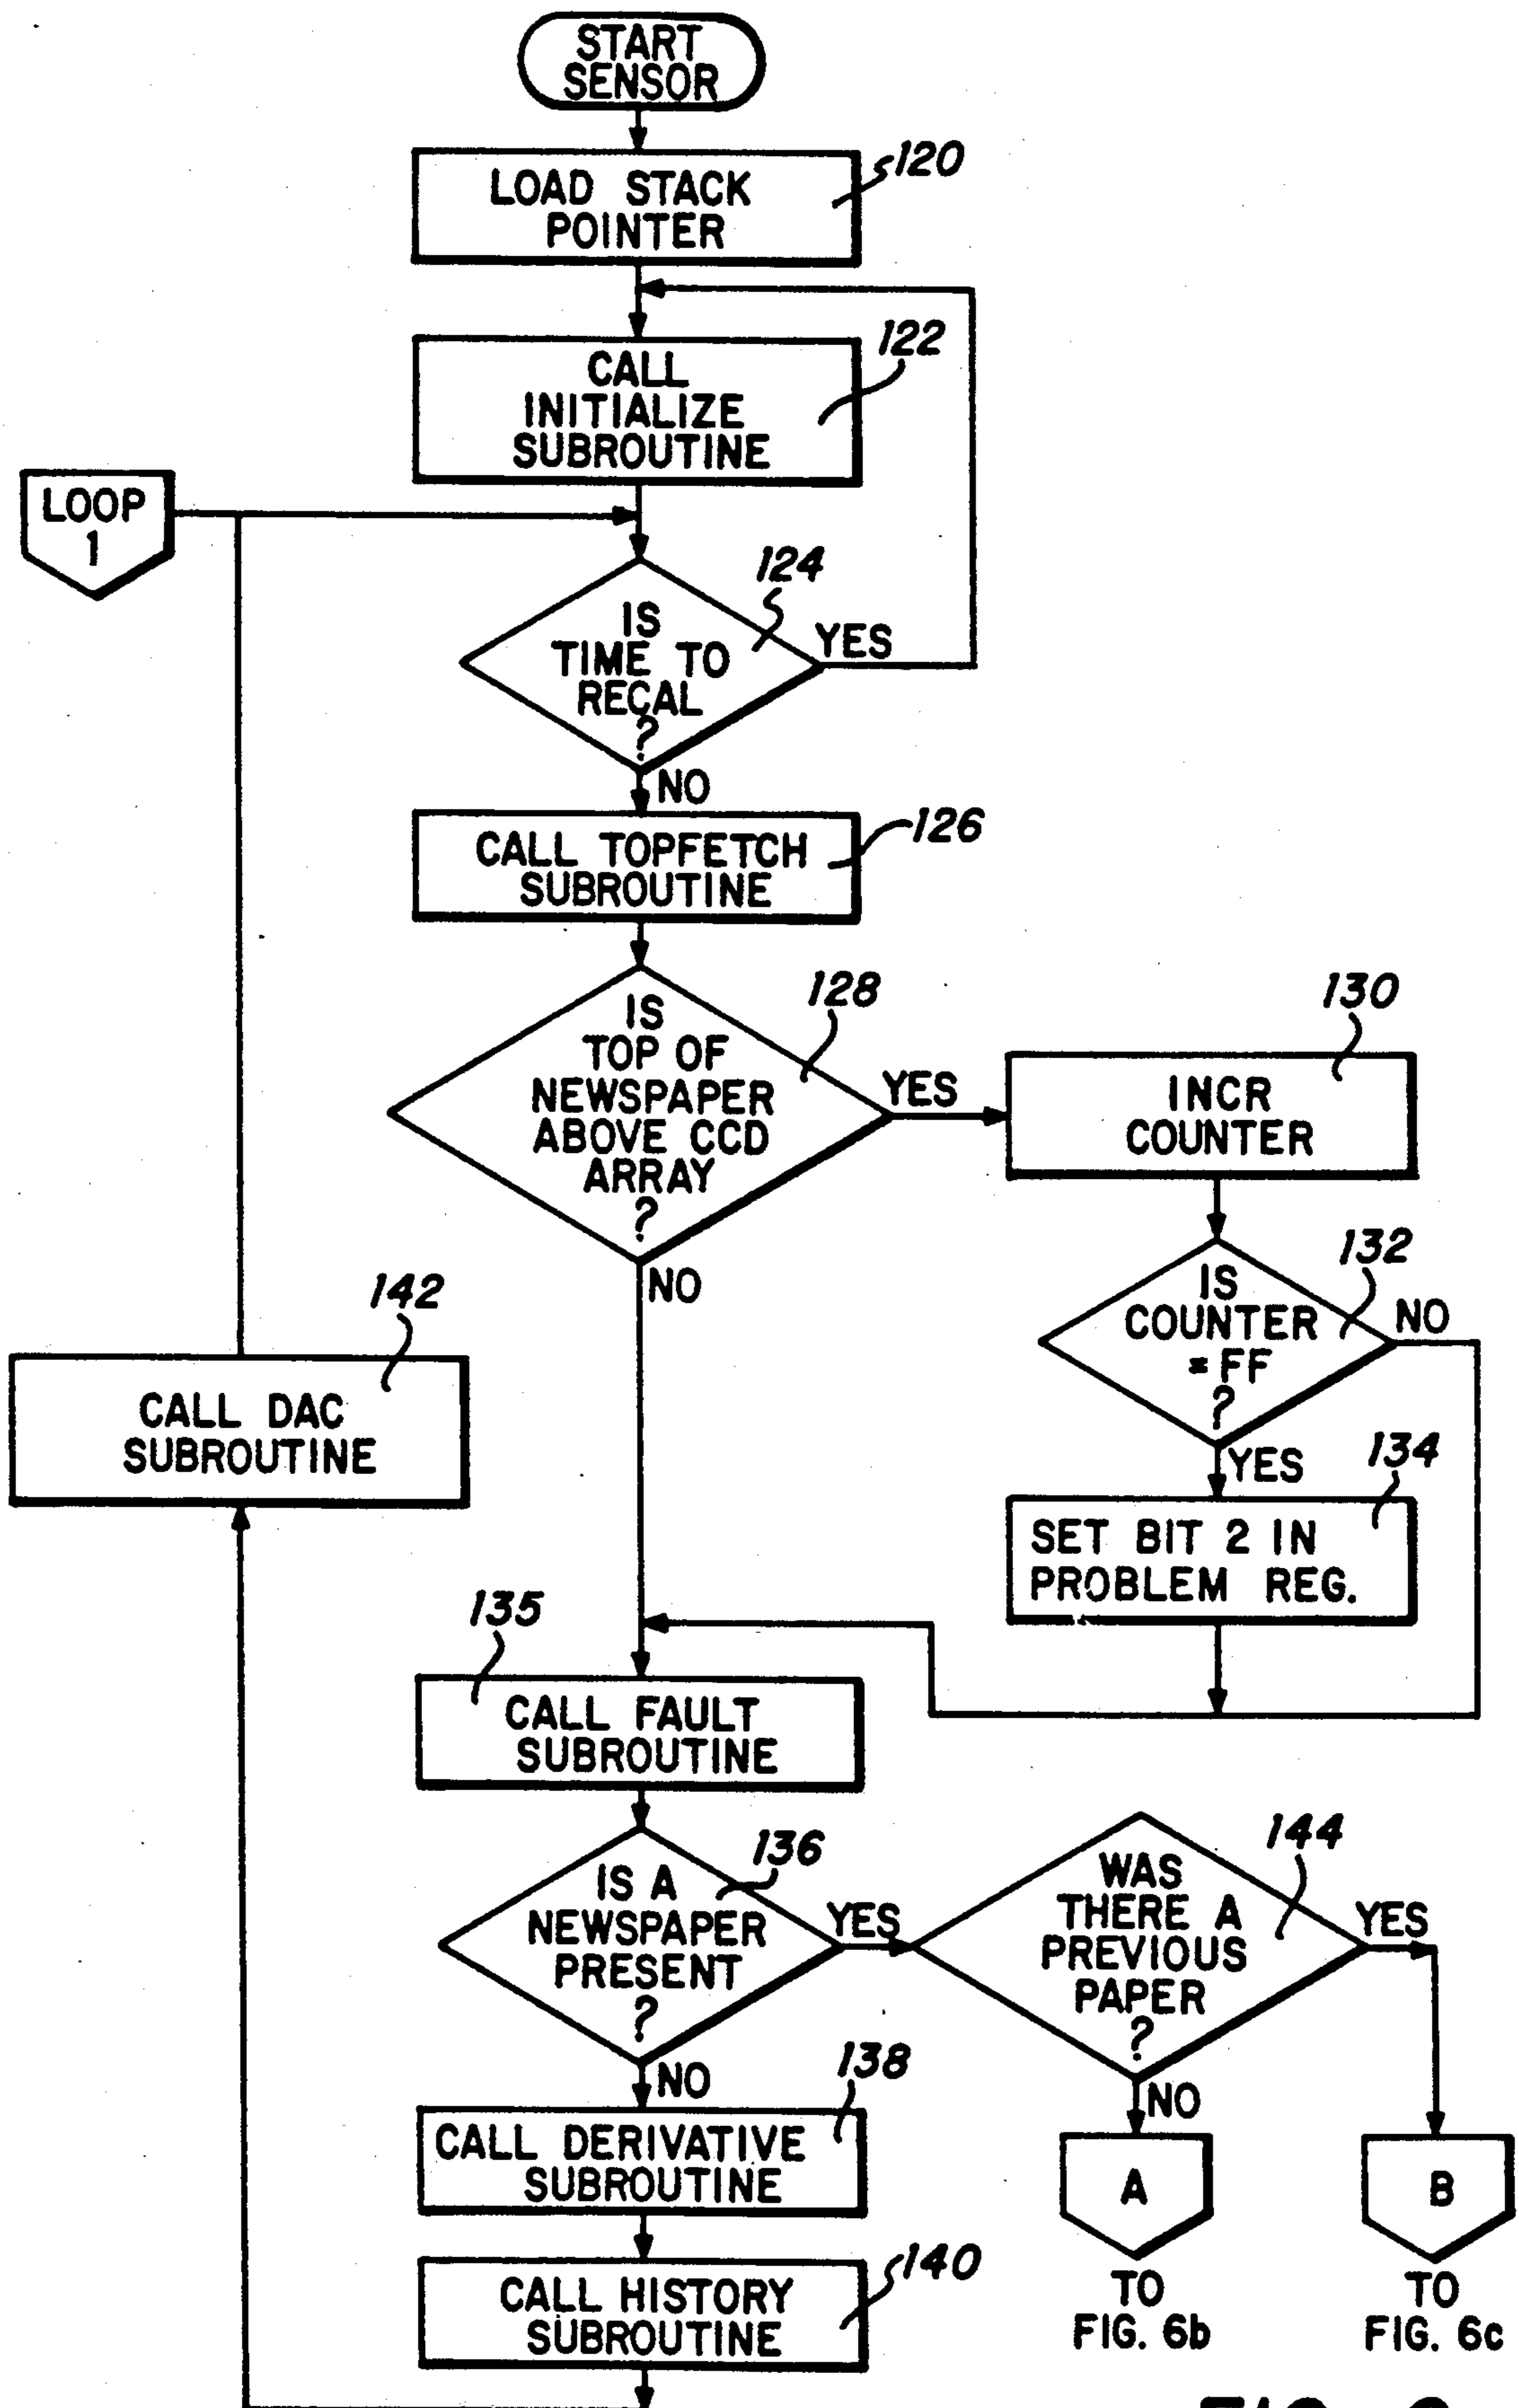 START
SENSOR
120
LOAD STACK
POINTER
122
CALL
INITIALIZE
SUBROUTINE
LOOP
1
124
IS
TIME TO
RECAL
?
YES
NO
126
CALL TOPFETCH
SUBROUTINE
128
IS
TOP OF
NEWSPAPER
ABOVE CCD
ARRAY
?
YES
NO
130
INCR
COUNTER
132
IS
COUNTER
= FF
?
NO
YES
134
SET BIT 2 IN
PROBLEM REG.
142
CALL DAC
SUBROUTINE
135
CALL FAULT
SUBROUTINE
136
IS A
NEWSPAPER
PRESENT
?
YES
NO
144
WAS
THERE A
PREVIOUS
PAPER
?
YES
NO
138
CALL DERIVATIVE
SUBROUTINE
A
B
140
CALL HISTORY
SUBROUTINE
TO
FIG. 6b
TO
FIG. 6c